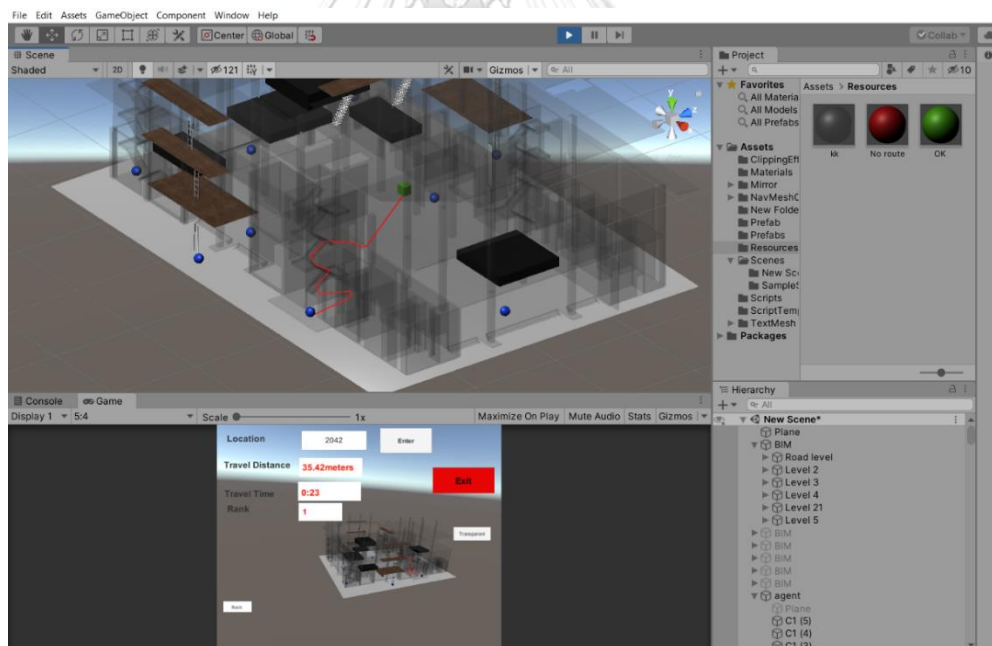 File Edit Assets GameObject Component Window Help
Center Global Collab
Scene
Shaded 2D 121 Gizmos All
Project
10
Favorites
All Materia
All Models
All Prefabs
Assets
ClippingEff
Materials
Mirror
NavMeshC
New Folde
Prefab
Prefabs
Resources
Scenes
New Sc
SampleS
Scripts
ScriptTem
TextMesh
Packages
Assets > Resources
kk No route OK
Console Game
Display 1 5:4 Scale 1x Maximize On Play Mute Audio Stats Gizmos
Location 2042 Enter
Travel Distance 35.42meters
Exit
Travel Time 0:23
Rank 1
Transparent
Back
Hierarchy
All
New Scene*
Plane
BIM
Road level
Level 2
Level 3
Level 4
Level 21
Level 5
BIM
BIM
BIM
BIM
BIM
agent
Plane
C1 (5)
C1 (4)
C1 (3)